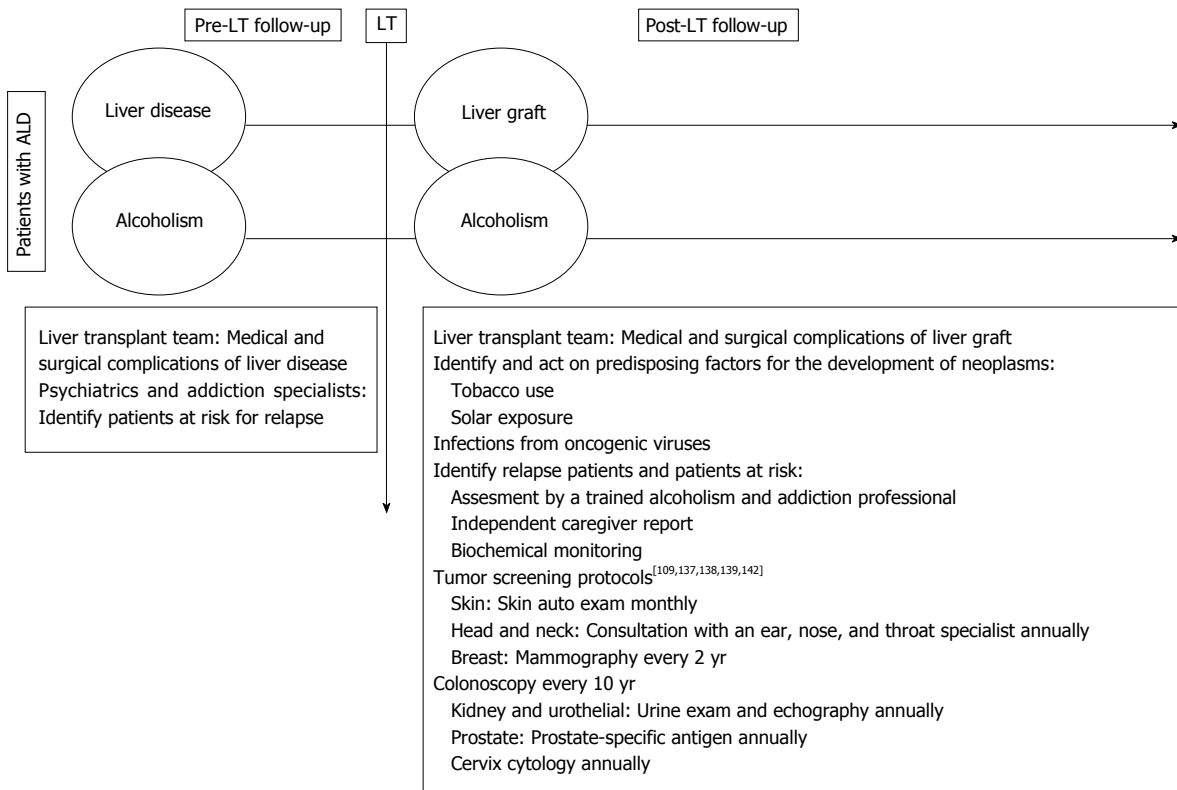 Pre-LT follow-up
LT
Post-LT follow-up
Patients with ALD
Liver disease
Liver graft
Alcoholism
Alcoholism
Liver transplant team: Medical and
surgical complications of liver disease
Psychiatrics and addiction specialists:
Identify patients at risk for relapse
Liver transplant team: Medical and surgical complications of liver graft
Identify and act on predisposing factors for the development of neoplasms:
Tobacco use
Solar exposure
Infections from oncogenic viruses
Identify relapse patients and patients at risk:
Assesment by a trained alcoholism and addiction professional
Independent caregiver report
Biochemical monitoring
Tumor screening protocols[109,137,138,139,142]
Skin: Skin auto exam monthly
Head and neck: Consultation with an ear, nose, and throat specialist annually
Breast: Mammography every 2 yr
Colonoscopy every 10 yr
Kidney and urothelial: Urine exam and echography annually
Prostate: Prostate-specific antigen annually
Cervix cytology annually